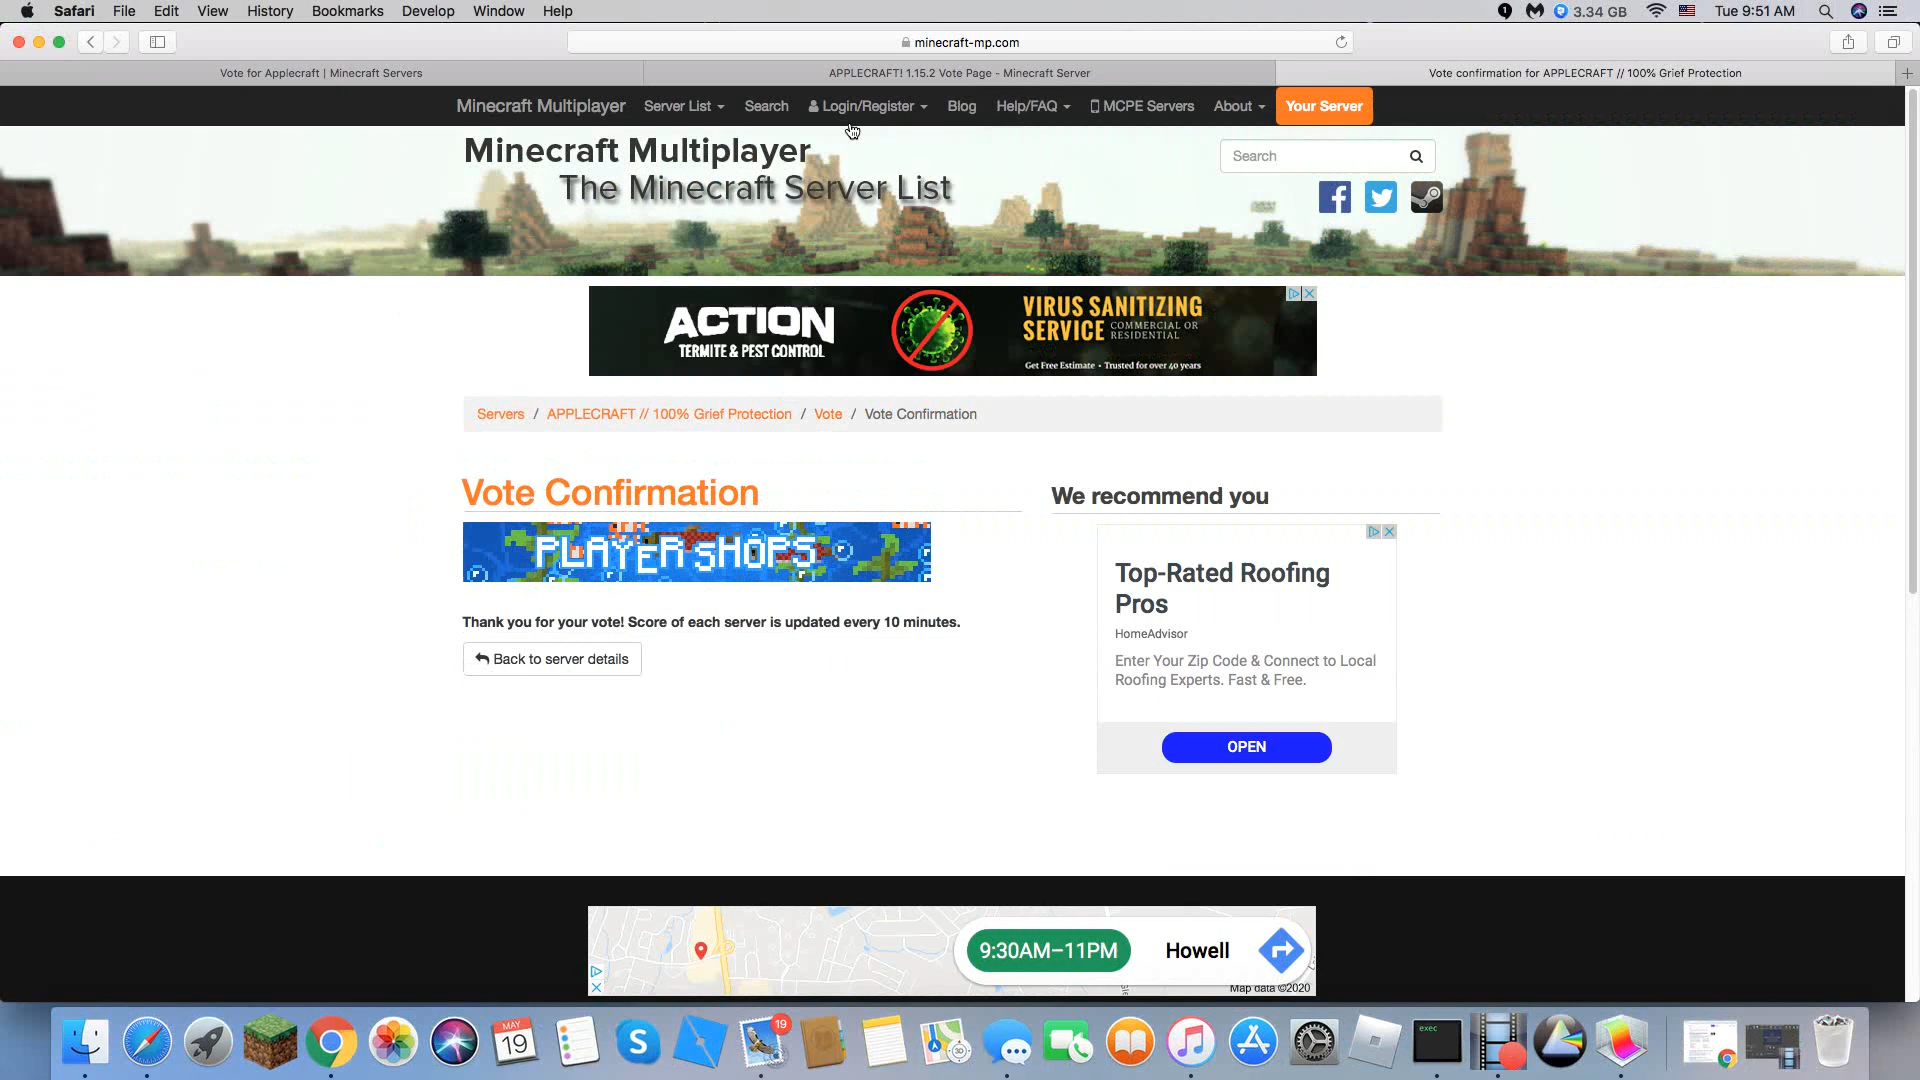 Safari File Edit View History Bookmarks Develop Window Help
3.34 GB Tue 9:51 AM
minecraft-mp.com
Vote for Applecraft | Minecraft Servers
APPLECRAFT! 1.15.2 Vote Page - Minecraft Server
Vote confirmation for APPLECRAFT // 100% Grief Protection
Minecraft Multiplayer Server List Search Login/Register Blog Help/FAQ MCPE Servers About Your Server
Minecraft Multiplayer
The Minecraft Server List
Search
ACTION
TERMITE & PEST CONTROL
VIRUS SANITIZING
SERVICE COMMERCIAL OR RESIDENTIAL
Get Free Estimate • Trusted for over 40 years
Servers / APPLECRAFT // 100% Grief Protection / Vote / Vote Confirmation
Vote Confirmation
PLAYER SHOPS
Thank you for your vote! Score of each server is updated every 10 minutes.
Back to server details
We recommend you
Top-Rated Roofing
Pros
HomeAdvisor
Enter Your Zip Code & Connect to Local
Roofing Experts. Fast & Free.
OPEN
9:30AM–11PM Howell
Map data ©2020
MAY
19
19
3D
exec